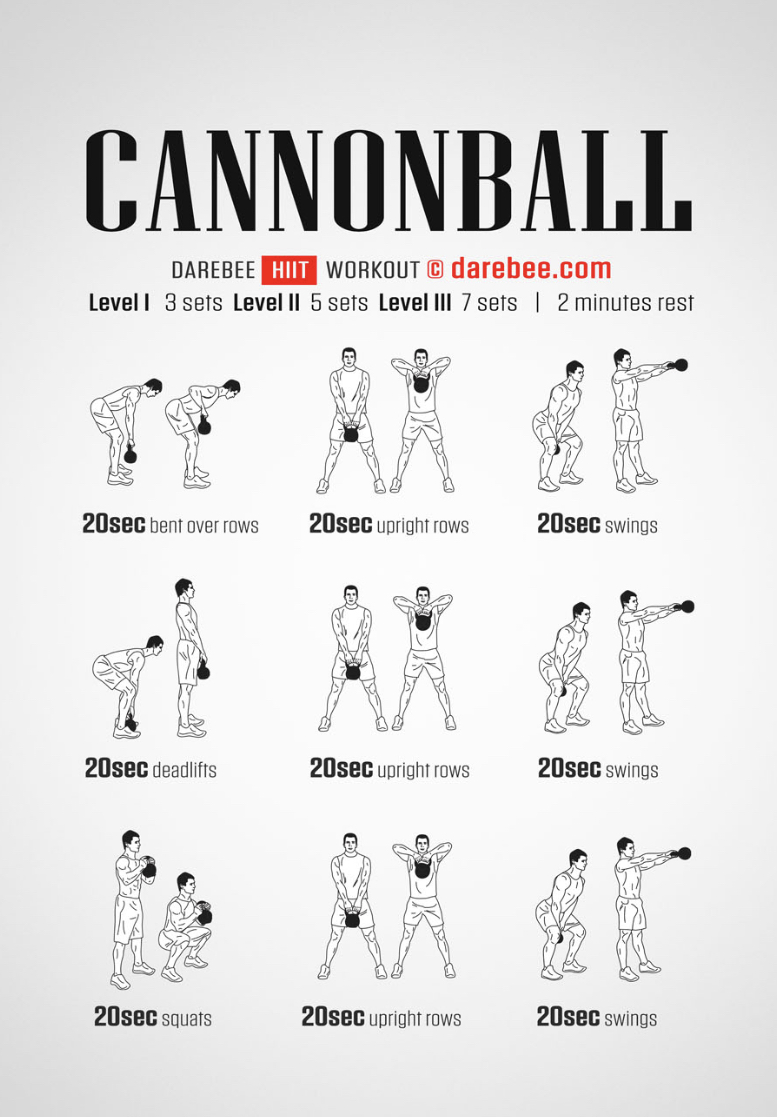 CANNONBALL
DAREBEE HIIT WORKOUT © darebee.com
Level I 3 sets Level II 5 sets Level III 7 sets | 2 minutes rest
20sec bent over rows
20sec upright rows
20sec swings
20sec deadlifts
20sec upright rows
20sec swings
20sec squats
20sec upright rows
20sec swings